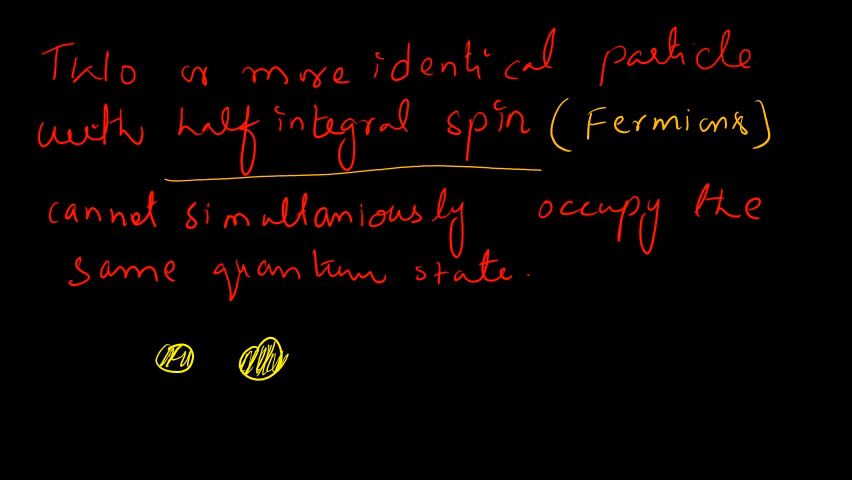 Two or more identical particle
with half integral spin (Fermions)
cannot simultaniously occupy the
same quantum state.